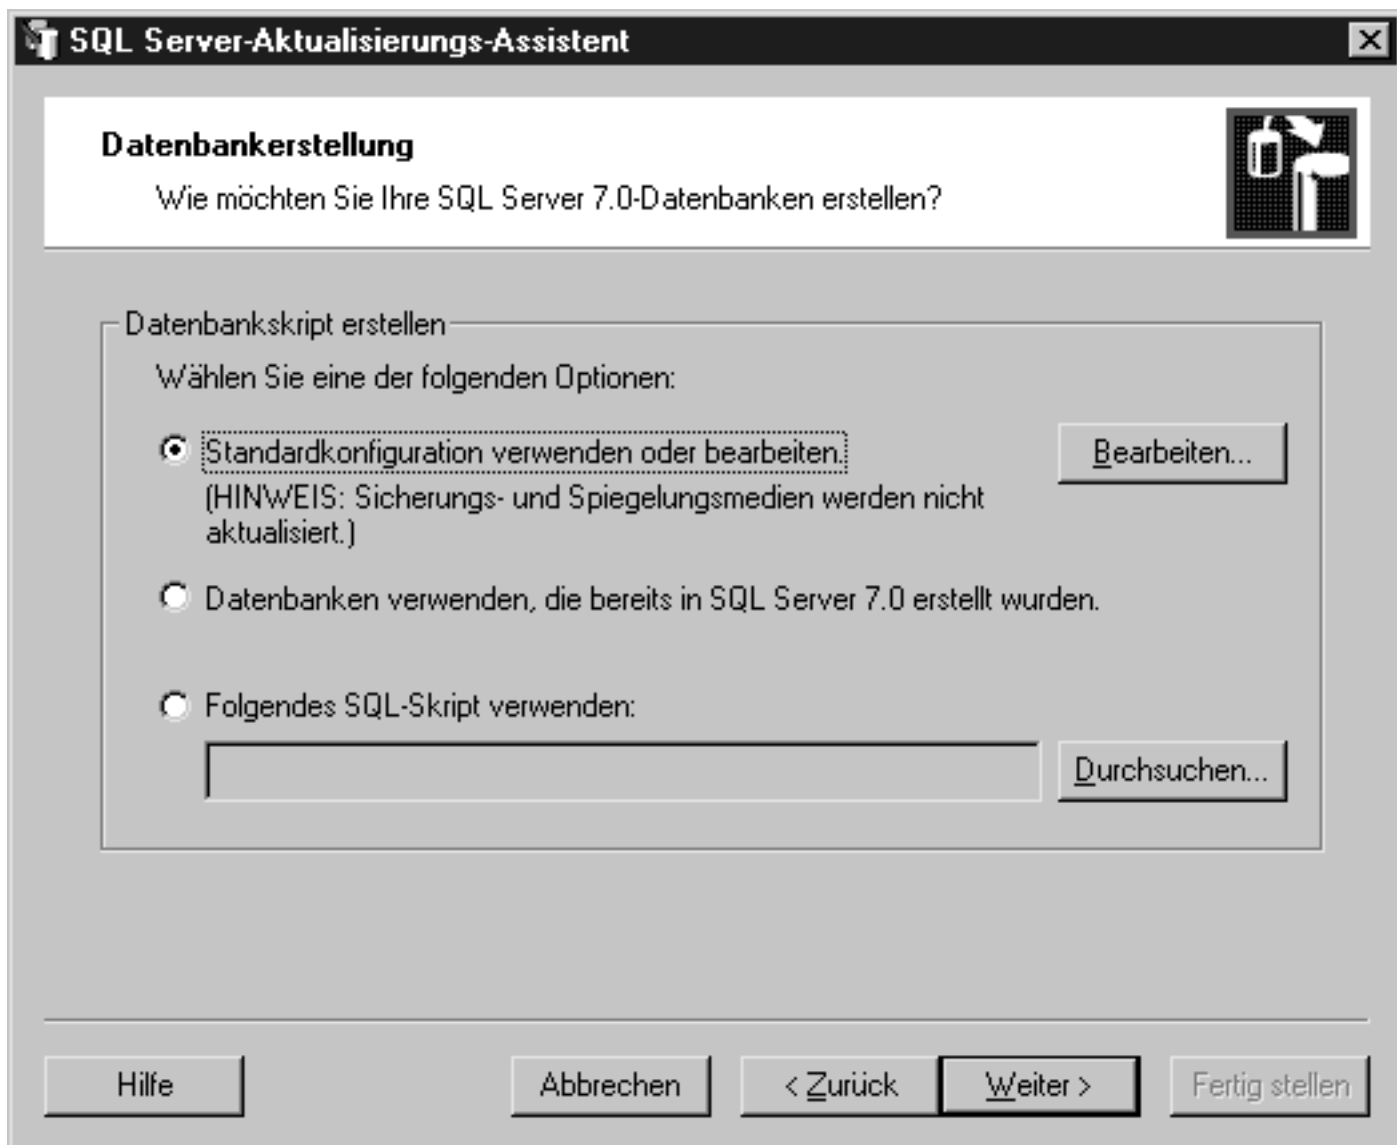 SQL Server-Aktualisierungs-Assistent
Datenbankerstellung
Wie möchten Sie Ihre SQL Server 7.0-Datenbanken erstellen?
Datenbankskript erstellen
Wählen Sie eine der folgenden Optionen:
Standardkonfiguration verwenden oder bearbeiten.
Bearbeiten...
(HINWEIS: Sicherungs- und Spiegelungsmedien werden nicht
aktualisiert.)
Datenbanken verwenden, die bereits in SQL Server 7.0 erstellt wurden.
Folgendes SQL-Skript verwenden:
Durchsuchen...
Hilfe
Abbrechen
< Zurück
Weiter >
Fertig stellen